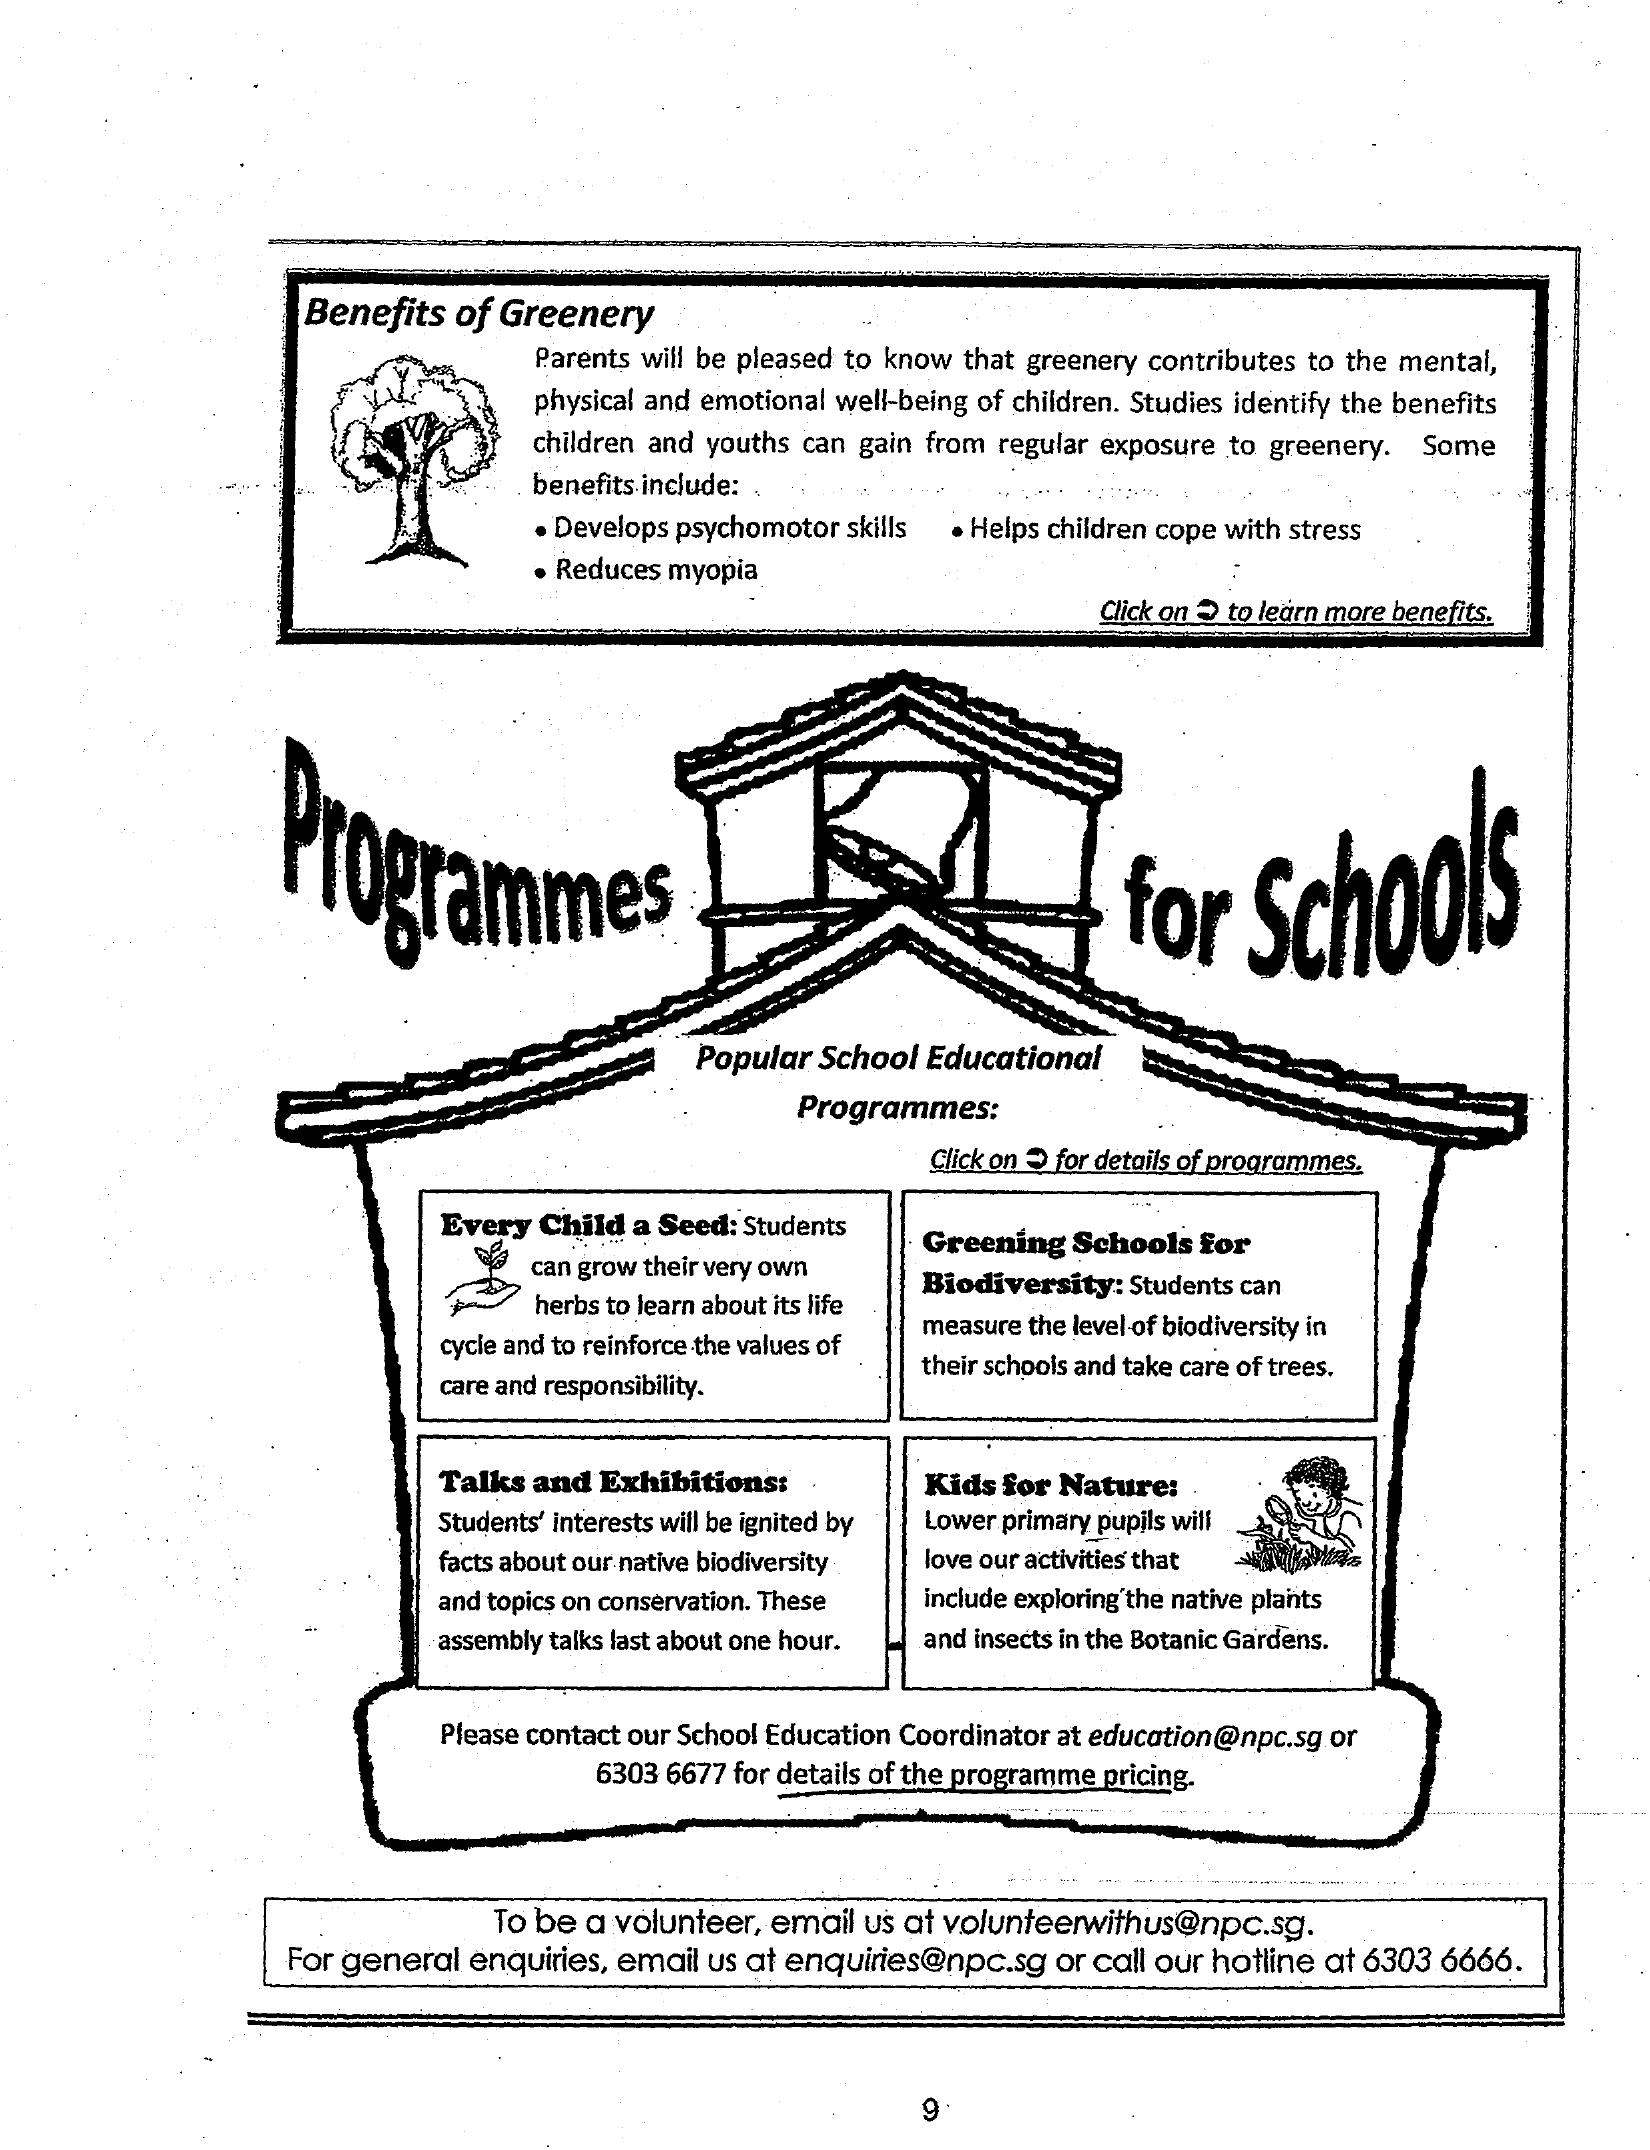 Benefits of Greenery
Parents will be pleased to know that greenery contributes to the mental,
physical and emotional well-being of children. Studies identify the benefits
children and youths can gain from regular exposure to greenery. Some
benefits include:
• Develops psychomotor skills • Helps children cope with stress
• Reduces myopia
Click on ➲ to learn more benefits.
Programmes for Schools
Popular School Educational
Programmes:
Click on ➲ for details of programmes.
Every Child a Seed: Students
can grow their very own
herbs to learn about its life
cycle and to reinforce the values of
care and responsibility.
Greening Schools for
Biodiversity: Students can
measure the level of biodiversity in
their schools and take care of trees.
Talks and Exhibitions:
Students' interests will be ignited by
facts about our native biodiversity
and topics on conservation. These
assembly talks last about one hour.
Kids for Nature:
Lower primary pupils will
love our activities that
include exploring the native plants
and insects in the Botanic Gardens.
Please contact our School Education Coordinator at education@npc.sg or
6303 6677 for details of the programme pricing.
To be a volunteer, email us at volunteerwithus@npc.sg.
For general enquiries, email us at enquiries@npc.sg or call our hotline at 6303 6666.
9